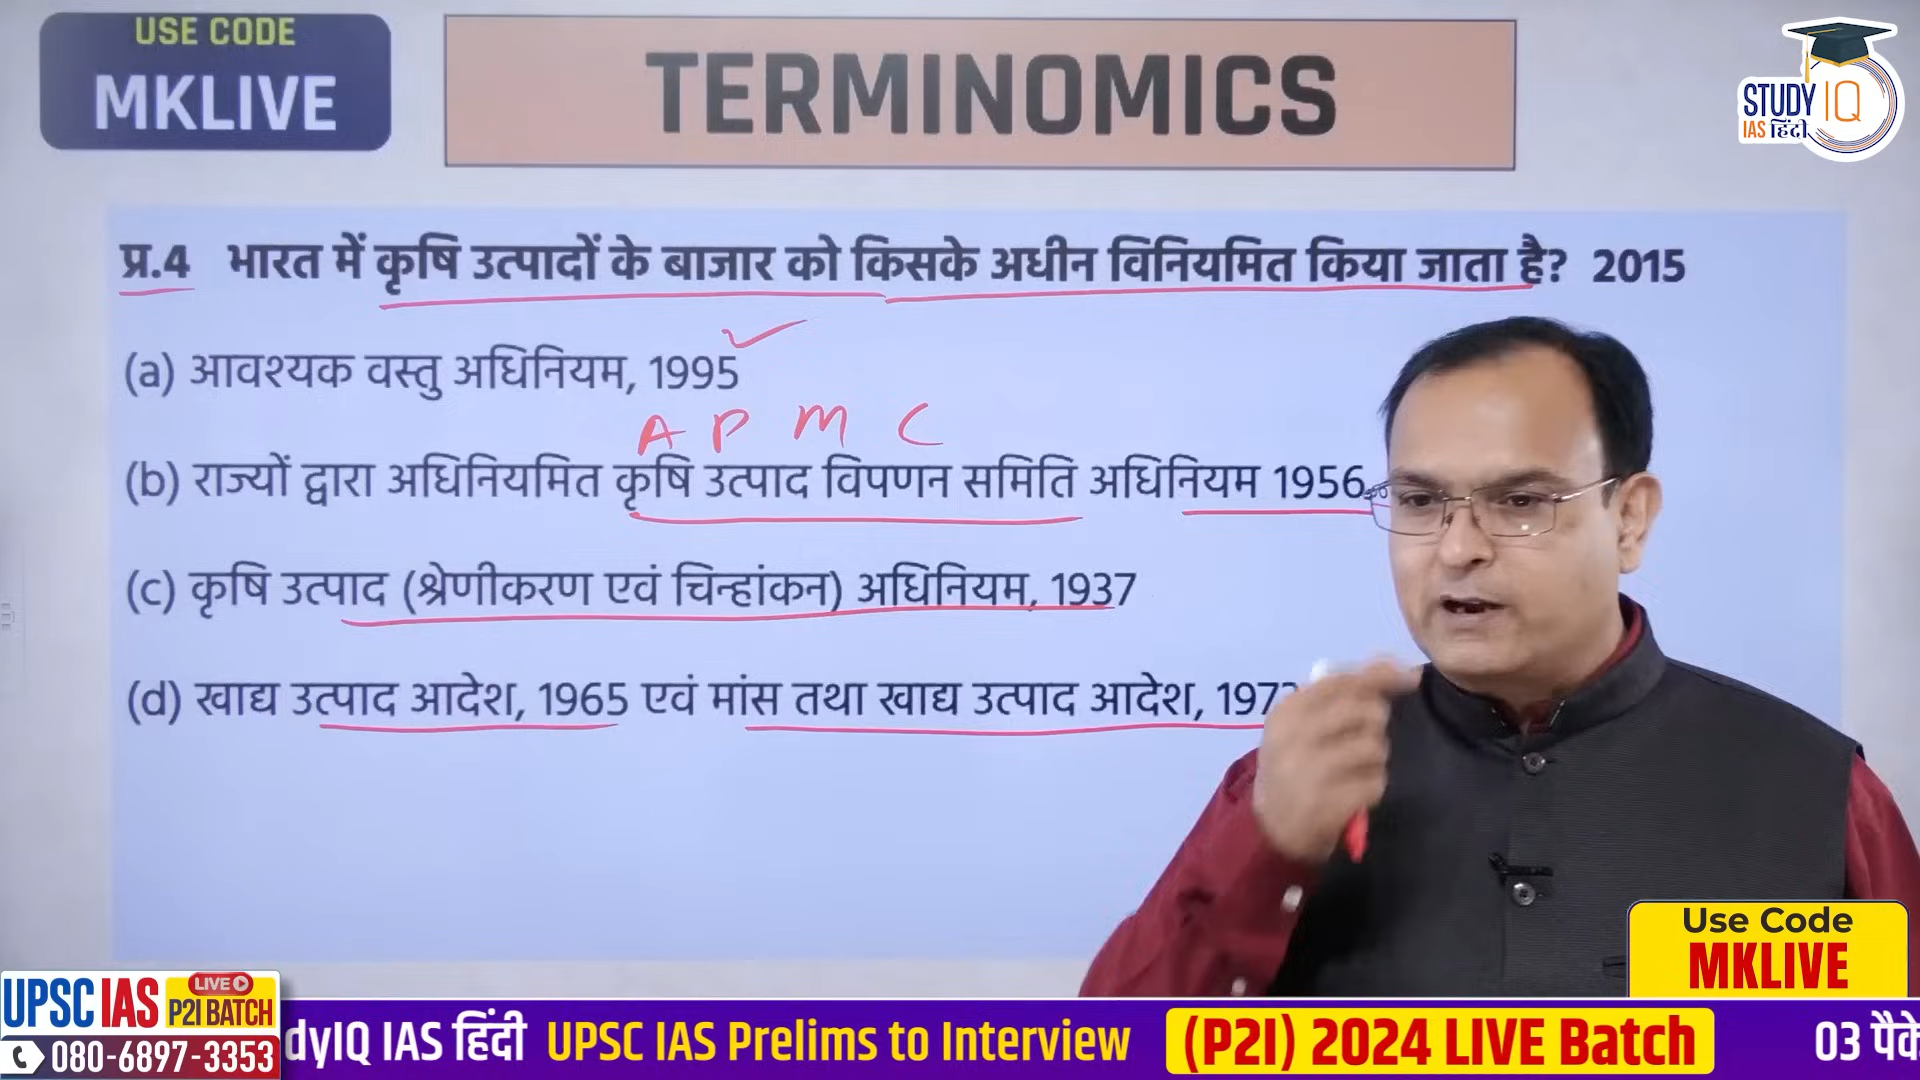 USE CODE
MKLIVE
TERMINOMICS
STUDY IQ
IAS हिंदी
प्र.4 भारत में कृषि उत्पादों के बाजार को किसके अधीन विनियमित किया जाता है? 2015
(a) आवश्यक वस्तु अधिनियम, 1995
A P M C
(b) राज्यों द्वारा अधिनियमित कृषि उत्पाद विपणन समिति अधिनियम 1956
(c) कृषि उत्पाद (श्रेणीकरण एवं चिन्हांकन) अधिनियम, 1937
(d) खाद्य उत्पाद आदेश, 1965 एवं मांस तथा खाद्य उत्पाद आदेश,
Use Code
MKLIVE
UPSC IAS LIVE P2I BATCH
080-6897-3353
dyIQ IAS हिंदी UPSC IAS Prelims to Interview (P2I) 2024 LIVE Batch 03